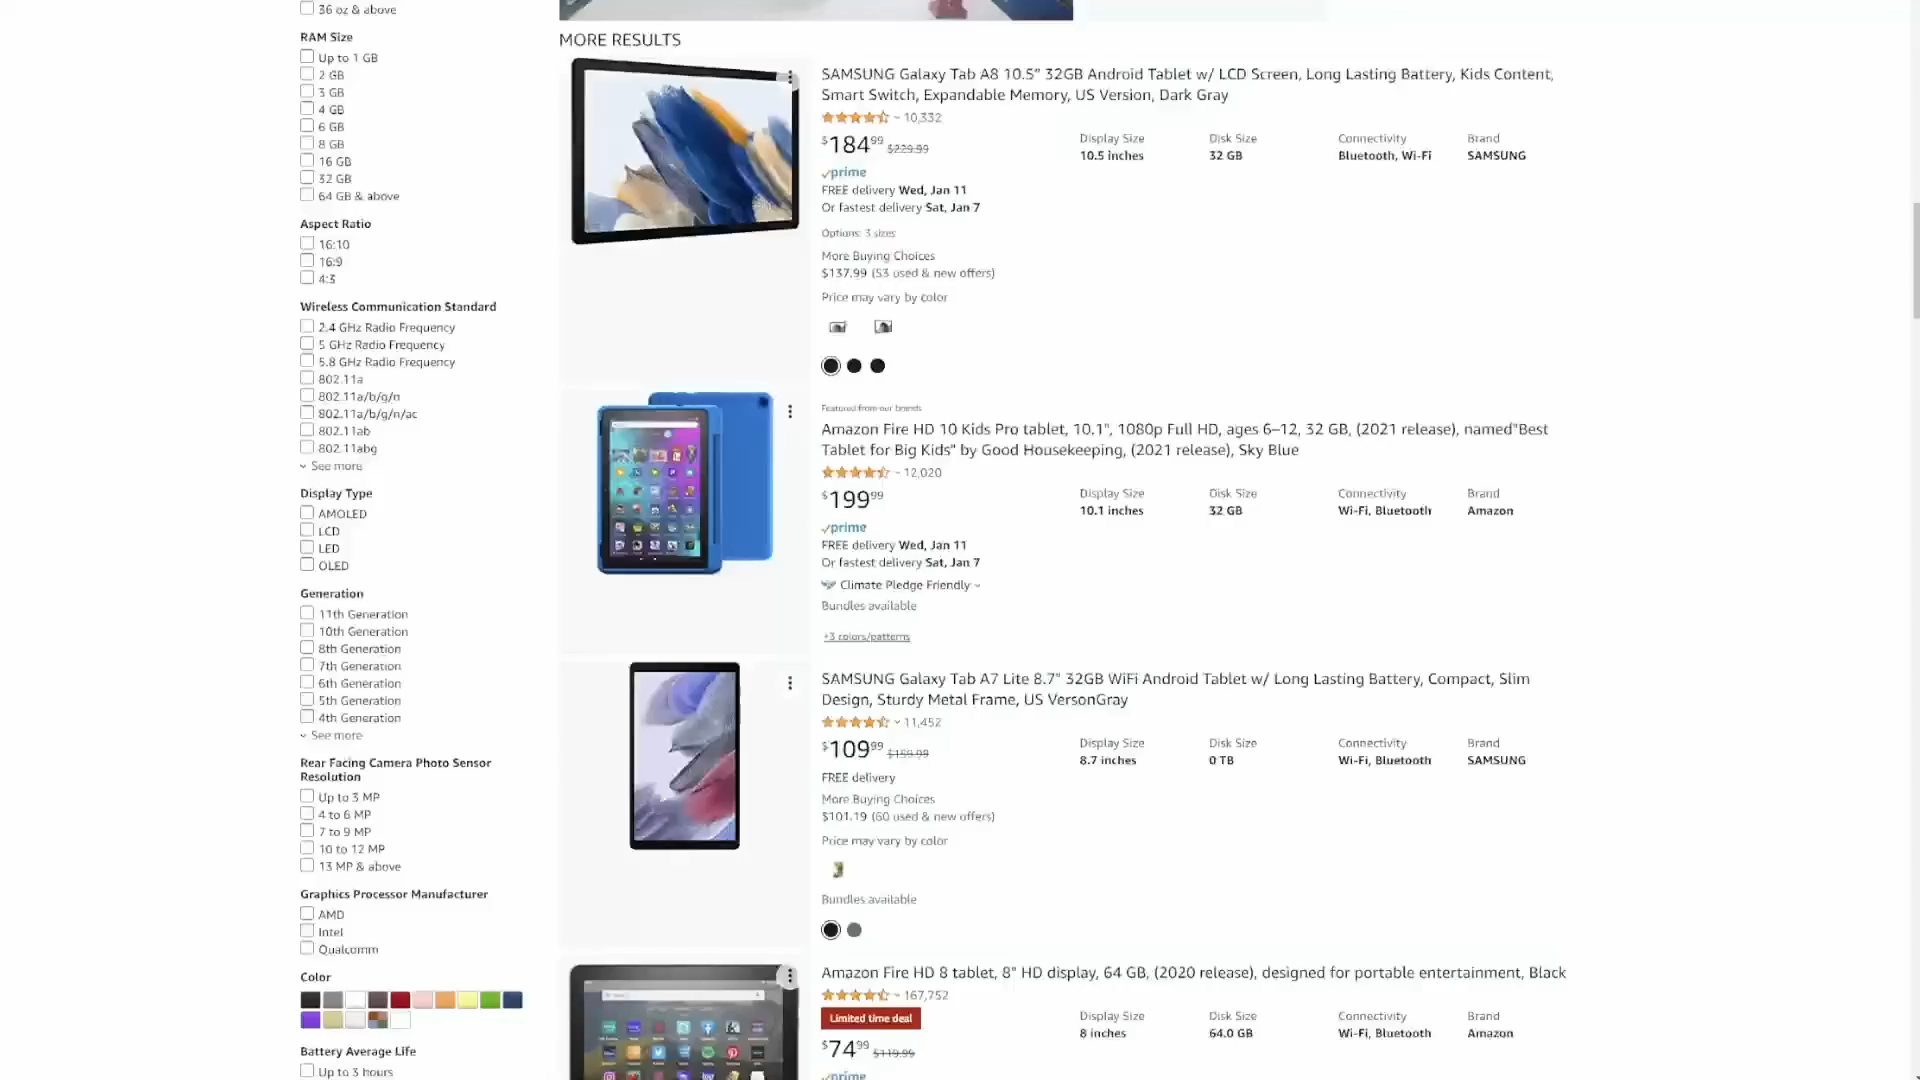 36 oz & above
RAM Size
Up to 1 GB
2 GB
3 GB
4 GB
6 GB
8 GB
16 GB
32 GB
64 GB & above
Aspect Ratio
16:10
16:9
4:3
Wireless Communication Standard
2.4 GHz Radio Frequency
5 GHz Radio Frequency
5.8 GHz Radio Frequency
802.11a
802.11a/b/g/n
802.11a/b/g/n/ac
802.11ab
802.11abg
See more
Display Type
AMOLED
LCD
LED
OLED
Generation
11th Generation
10th Generation
8th Generation
7th Generation
6th Generation
5th Generation
4th Generation
See more
Rear Facing Camera Photo Sensor
Resolution
Up to 3 MP
4 to 6 MP
7 to 9 MP
10 to 12 MP
13 MP & above
Graphics Processor Manufacturer
AMD
Intel
Qualcomm
Color
Battery Average Life
Up to 3 hours
MORE RESULTS
SAMSUNG Galaxy Tab A8 10.5" 32GB Android Tablet w/ LCD Screen, Long Lasting Battery, Kids Content,
Smart Switch, Expandable Memory, US Version, Dark Gray
10,332
$184.99 $229.99
prime
FREE delivery Wed, Jan 11
Or fastest delivery Sat, Jan 7
Options: 3 sizes
More Buying Choices
$137.99 (53 used & new offers)
Price may vary by color
Display Size Disk Size Connectivity Brand
10.5 inches 32 GB Bluetooth, Wi-Fi SAMSUNG
Featured from our brands
Amazon Fire HD 10 Kids Pro tablet, 10.1", 1080p Full HD, ages 6–12, 32 GB, (2021 release), named"Best
Tablet for Big Kids" by Good Housekeeping, (2021 release), Sky Blue
12,020
$199.99
prime
FREE delivery Wed, Jan 11
Or fastest delivery Sat, Jan 7
Climate Pledge Friendly
Bundles available
+3 colors/patterns
Display Size Disk Size Connectivity Brand
10.1 inches 32 GB Wi-Fi, Bluetooth Amazon
SAMSUNG Galaxy Tab A7 Lite 8.7" 32GB WiFi Android Tablet w/ Long Lasting Battery, Compact, Slim
Design, Sturdy Metal Frame, US VersonGray
11,452
$109.99 $159.99
FREE delivery
More Buying Choices
$101.19 (60 used & new offers)
Price may vary by color
Bundles available
Display Size Disk Size Connectivity Brand
8.7 inches 0 TB Wi-Fi, Bluetooth SAMSUNG
Amazon Fire HD 8 tablet, 8" HD display, 64 GB, (2020 release), designed for portable entertainment, Black
167,752
Limited time deal
$74.99 $119.99
prime
Display Size Disk Size Connectivity Brand
8 inches 64.0 GB Wi-Fi, Bluetooth Amazon